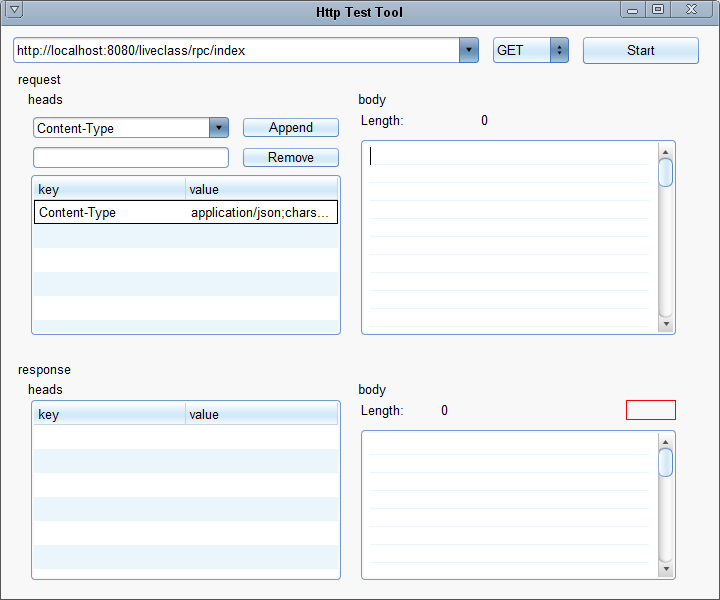 Http Test Tool
http://localhost:8080/liveclass/rpc/index GET Start
request
heads body
Content-Type Append Length: 0
Remove
key value
Content-Type application/json;chars...
response
heads body
key value Length: 0